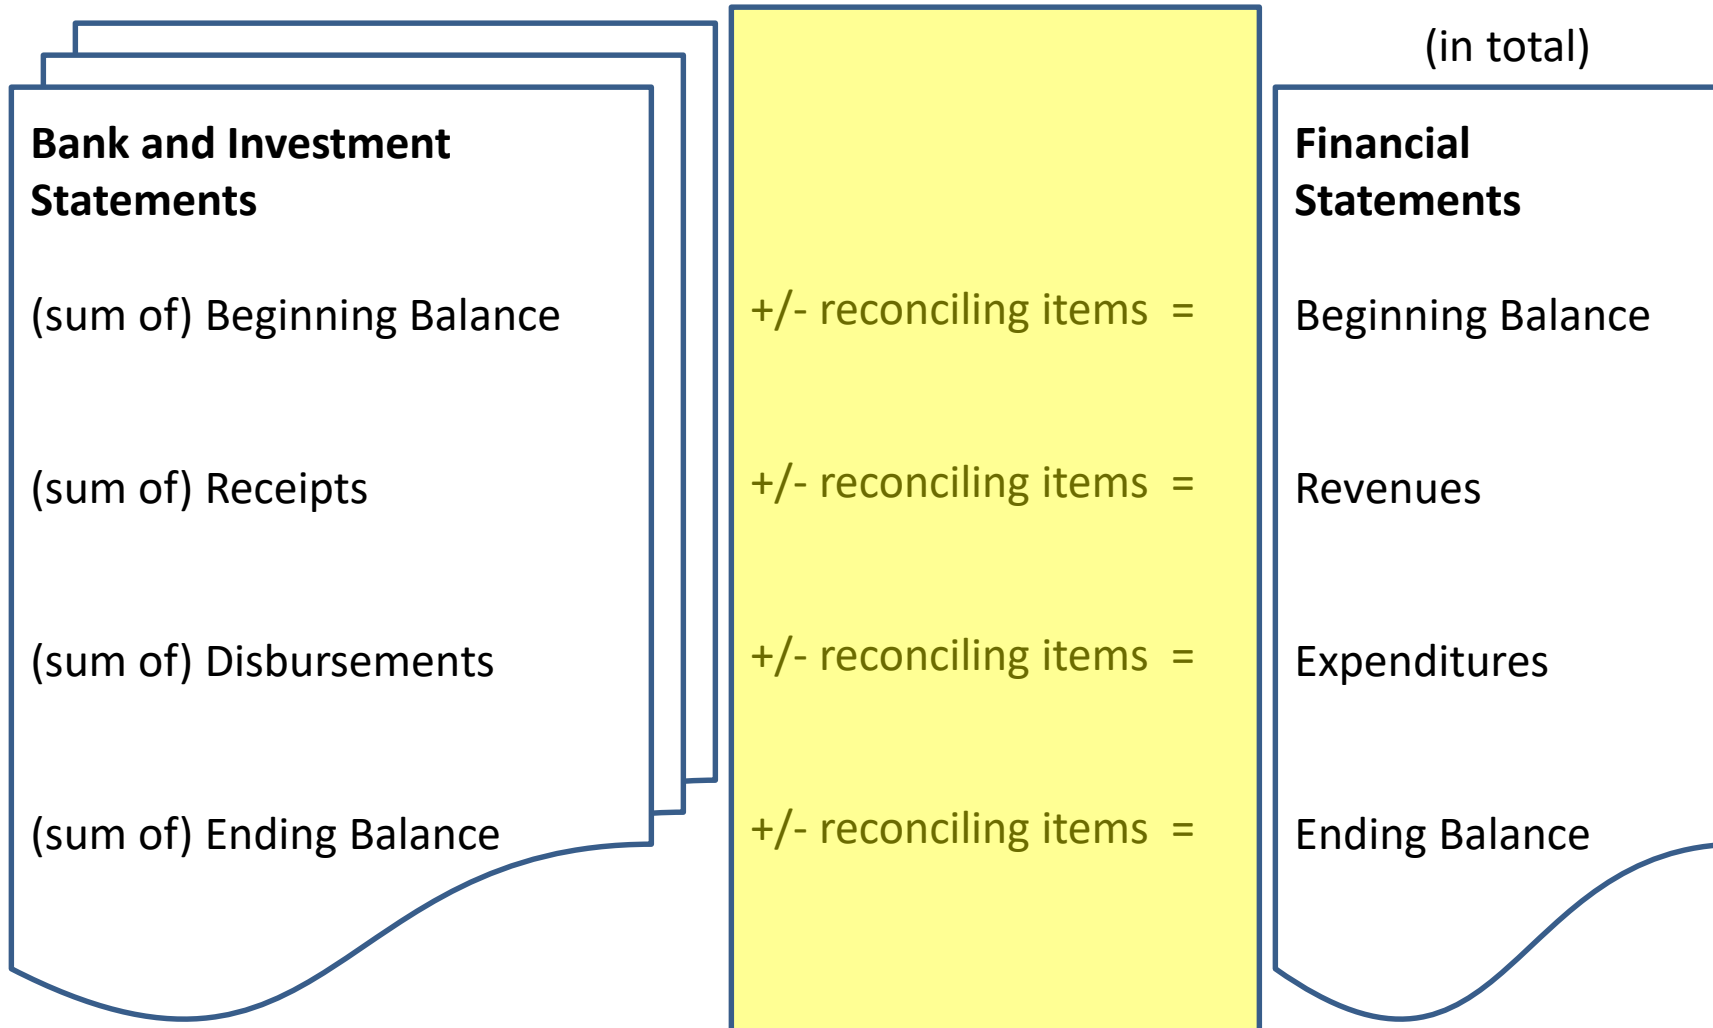 (in total)
Bank and Investment
Statements
Financial
Statements
(sum of) Beginning Balance
+/- reconciling items =
Beginning Balance
(sum of) Receipts
+/- reconciling items =
Revenues
(sum of) Disbursements
+/- reconciling items =
Expenditures
(sum of) Ending Balance
+/- reconciling items =
Ending Balance